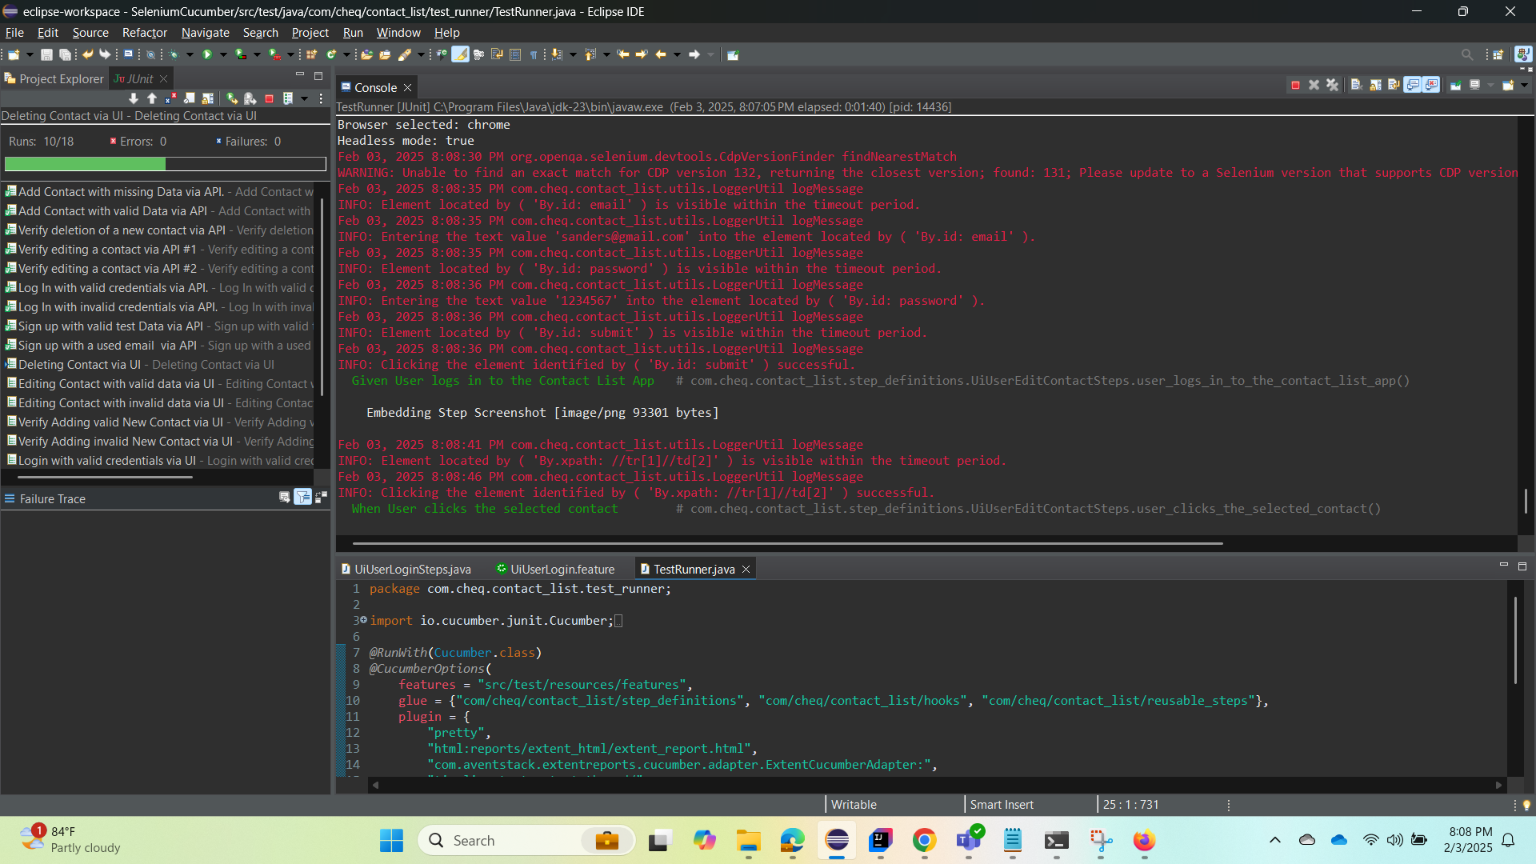 eclipse-workspace - SeleniumCucumber/src/test/java/com/cheq/contact_list/test_runner/TestRunner.java - Eclipse IDE
File Edit Source Refactor Navigate Search Project Run Window Help
Project Explorer JUnit
Deleting Contact via UI - Deleting Contact via UI
Runs: 10/18 Errors: 0 Failures: 0
Add Contact with missing Data via API. - Add Contact w
Add Contact with valid Data via API - Add Contact with
Verify deletion of a new contact via API - Verify deletion
Verify editing a contact via API #1 - Verify editing a cont
Verify editing a contact via API #2 - Verify editing a cont
Log In with valid credentials via API. - Log In with valid c
Log In with invalid credentials via API. - Log In with inva
Sign up with valid test Data via API - Sign up with valid
Sign up with a used email via API - Sign up with a used
Deleting Contact via UI - Deleting Contact via UI
Editing Contact with valid data via UI - Editing Contact
Editing Contact with invalid data via UI - Editing Contac
Verify Adding valid New Contact via UI - Verify Adding v
Verify Adding invalid New Contact via UI - Verify Adding
Login with valid credentials via UI - Login with valid cre
Failure Trace
Console
TestRunner [JUnit] C:\Program Files\Java\jdk-23\bin\javaw.exe (Feb 3, 2025, 8:07:05 PM elapsed: 0:01:40) [pid: 14436]
Browser selected: chrome
Headless mode: true
Feb 03, 2025 8:08:30 PM org.openqa.selenium.devtools.CdpVersionFinder findNearestMatch
WARNING: Unable to find an exact match for CDP version 132, returning the closest version; found: 131; Please update to a Selenium version that supports CDP version
Feb 03, 2025 8:08:35 PM com.cheq.contact_list.utils.LoggerUtil logMessage
INFO: Element located by ( 'By.id: email' ) is visible within the timeout period.
Feb 03, 2025 8:08:35 PM com.cheq.contact_list.utils.LoggerUtil logMessage
INFO: Entering the text value 'sanders@gmail.com' into the element located by ( 'By.id: email' ).
Feb 03, 2025 8:08:35 PM com.cheq.contact_list.utils.LoggerUtil logMessage
INFO: Element located by ( 'By.id: password' ) is visible within the timeout period.
Feb 03, 2025 8:08:36 PM com.cheq.contact_list.utils.LoggerUtil logMessage
INFO: Entering the text value '1234567' into the element located by ( 'By.id: password' ).
Feb 03, 2025 8:08:36 PM com.cheq.contact_list.utils.LoggerUtil logMessage
INFO: Element located by ( 'By.id: submit' ) is visible within the timeout period.
Feb 03, 2025 8:08:36 PM com.cheq.contact_list.utils.LoggerUtil logMessage
INFO: Clicking the element identified by ( 'By.id: submit' ) successful.
Given User logs in to the Contact List App # com.cheq.contact_list.step_definitions.UiUserEditContactSteps.user_logs_in_to_the_contact_list_app()
Embedding Step Screenshot [image/png 93301 bytes]
Feb 03, 2025 8:08:41 PM com.cheq.contact_list.utils.LoggerUtil logMessage
INFO: Element located by ( 'By.xpath: //tr[1]//td[2]' ) is visible within the timeout period.
Feb 03, 2025 8:08:46 PM com.cheq.contact_list.utils.LoggerUtil logMessage
INFO: Clicking the element identified by ( 'By.xpath: //tr[1]//td[2]' ) successful.
When User clicks the selected contact # com.cheq.contact_list.step_definitions.UiUserEditContactSteps.user_clicks_the_selected_contact()
UiUserLoginSteps.java UiUserLogin.feature TestRunner.java
1 package com.cheq.contact_list.test_runner;
2
3 import io.cucumber.junit.Cucumber;
6
7 @RunWith(Cucumber.class)
8 @CucumberOptions(
9 features = "src/test/resources/features",
10 glue = {"com/cheq/contact_list/step_definitions", "com/cheq/contact_list/hooks", "com/cheq/contact_list/reusable_steps"},
11 plugin = {
12 "pretty",
13 "html:reports/extent_html/extent_report.html",
14 "com.aventstack.extentreports.cucumber.adapter.ExtentCucumberAdapter:",
Writable Smart Insert 25 : 1 : 731
1 84°F
Partly cloudy
Search
8:08 PM
2/3/2025